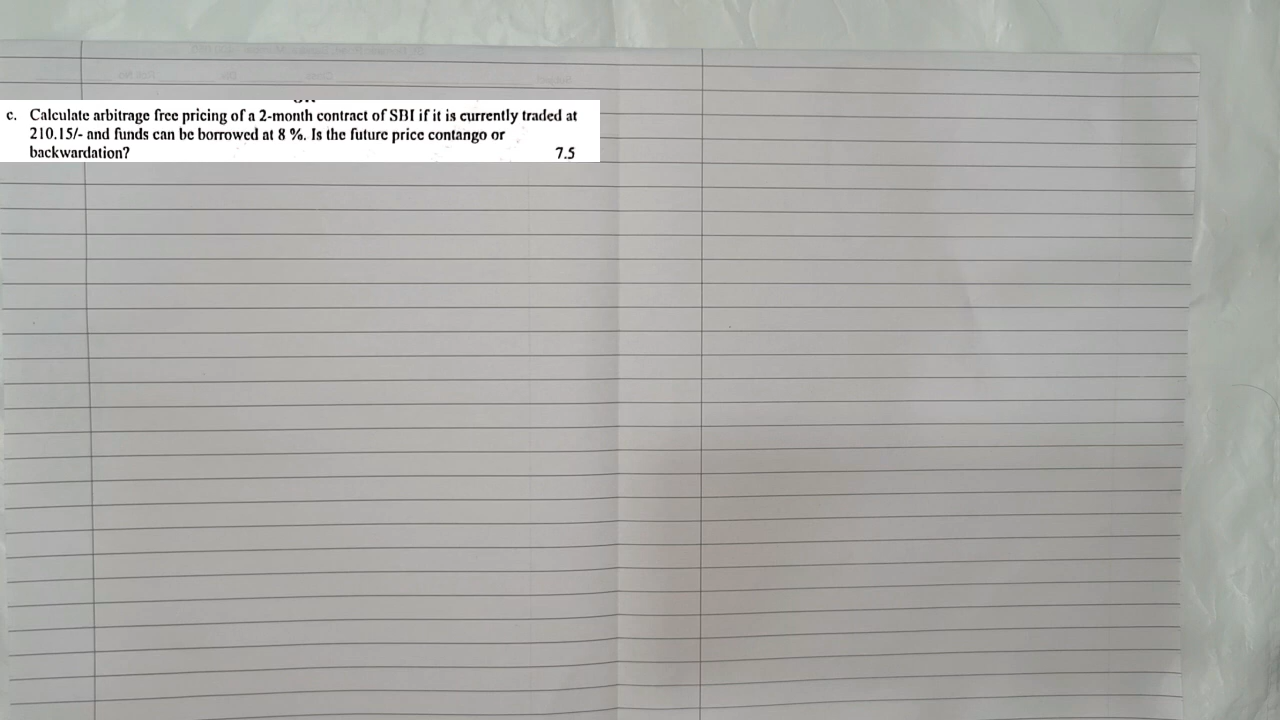 c. Calculate arbitrage free pricing of a 2-month contract of SBI if it is currently traded at
210.15/- and funds can be borrowed at 8 %. Is the future price contango or
backwardation? 7.5